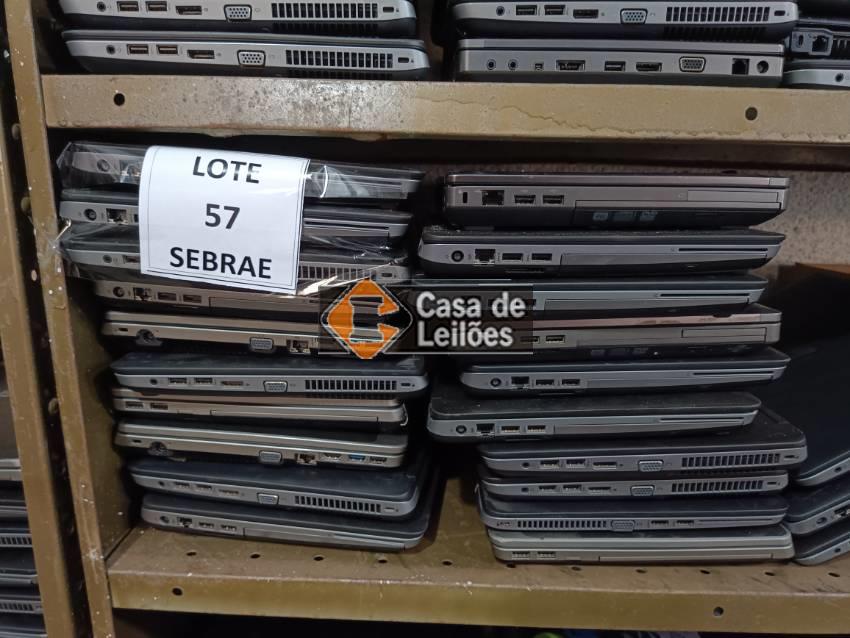 LOTE
57
SEBRAE
Casa de
Leilões